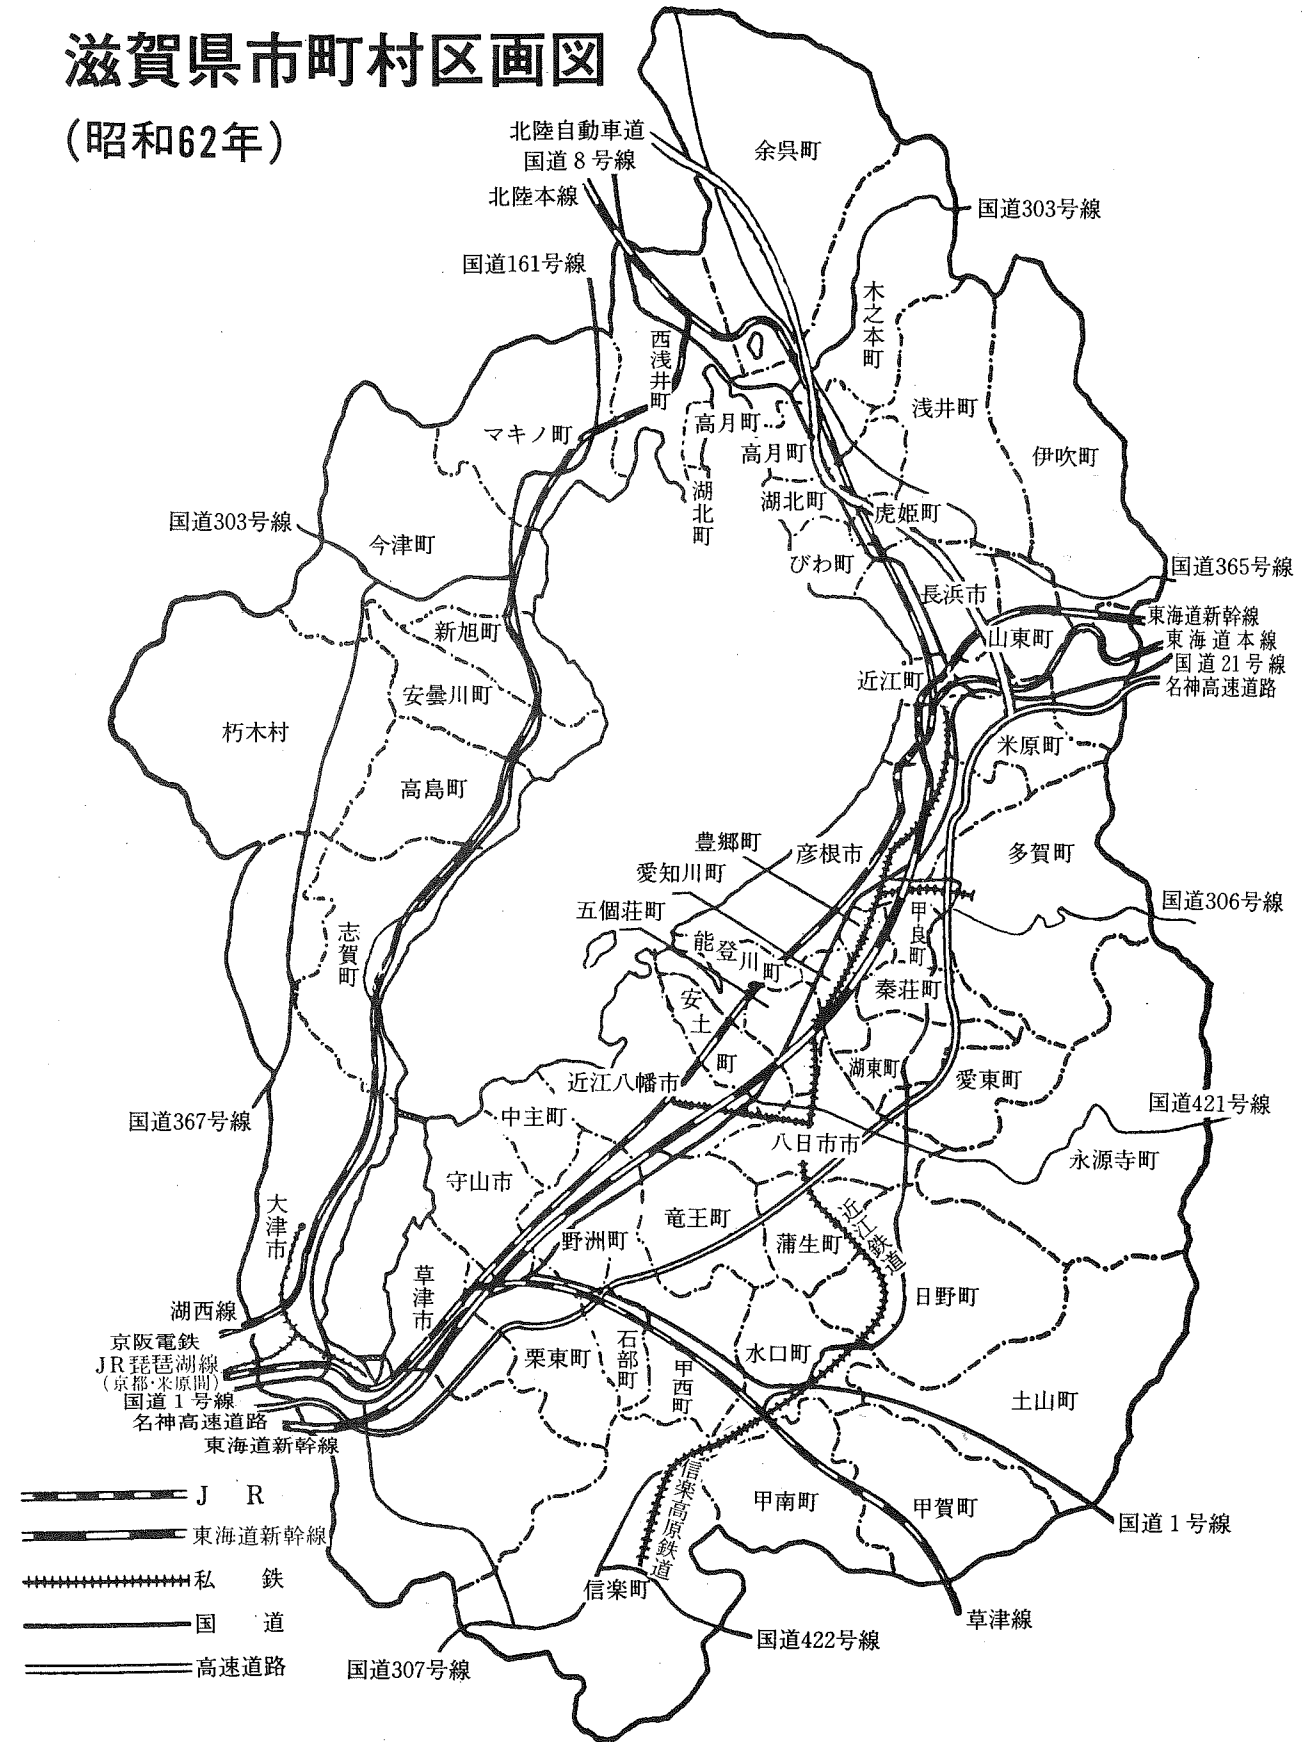 滋賀県市町村区画図
(昭和62年)
北陸自動車道
国道8号線
北陸本線
国道161号線
余呉町
国道303号線
木之本町
西浅井町
浅井町
伊吹町
マキノ町
高月町
高月町
湖北町
湖北町
虎姫町
びわ町
国道303号線
今津町
国道365号線
長浜市
東海道新幹線
山東町
東海道本線
国道21号線
名神高速道路
新旭町
近江町
安曇川町
朽木村
米原町
高島町
豊郷町
彦根市
多賀町
愛知川町
五個荘町
国道306号線
甲良町
志賀町
能登川町
秦荘町
安土町
湖東町
愛東町
近江八幡市
国道367号線
中主町
国道421号線
八日市市
永源寺町
守山市
大津市
竜王町
野洲町
蒲生町
近江鉄道
草津市
日野町
湖西線
京阪電鉄
JR琵琶湖線
(京都・米原間)
国道1号線
名神高速道路
東海道新幹線
栗東町
石部町
甲西町
水口町
土山町
信楽高原鉄道
甲南町
甲賀町
国道1号線
信楽町
草津線
国道422号線
国道307号線
JR
東海道新幹線
私鉄
国道
高速道路